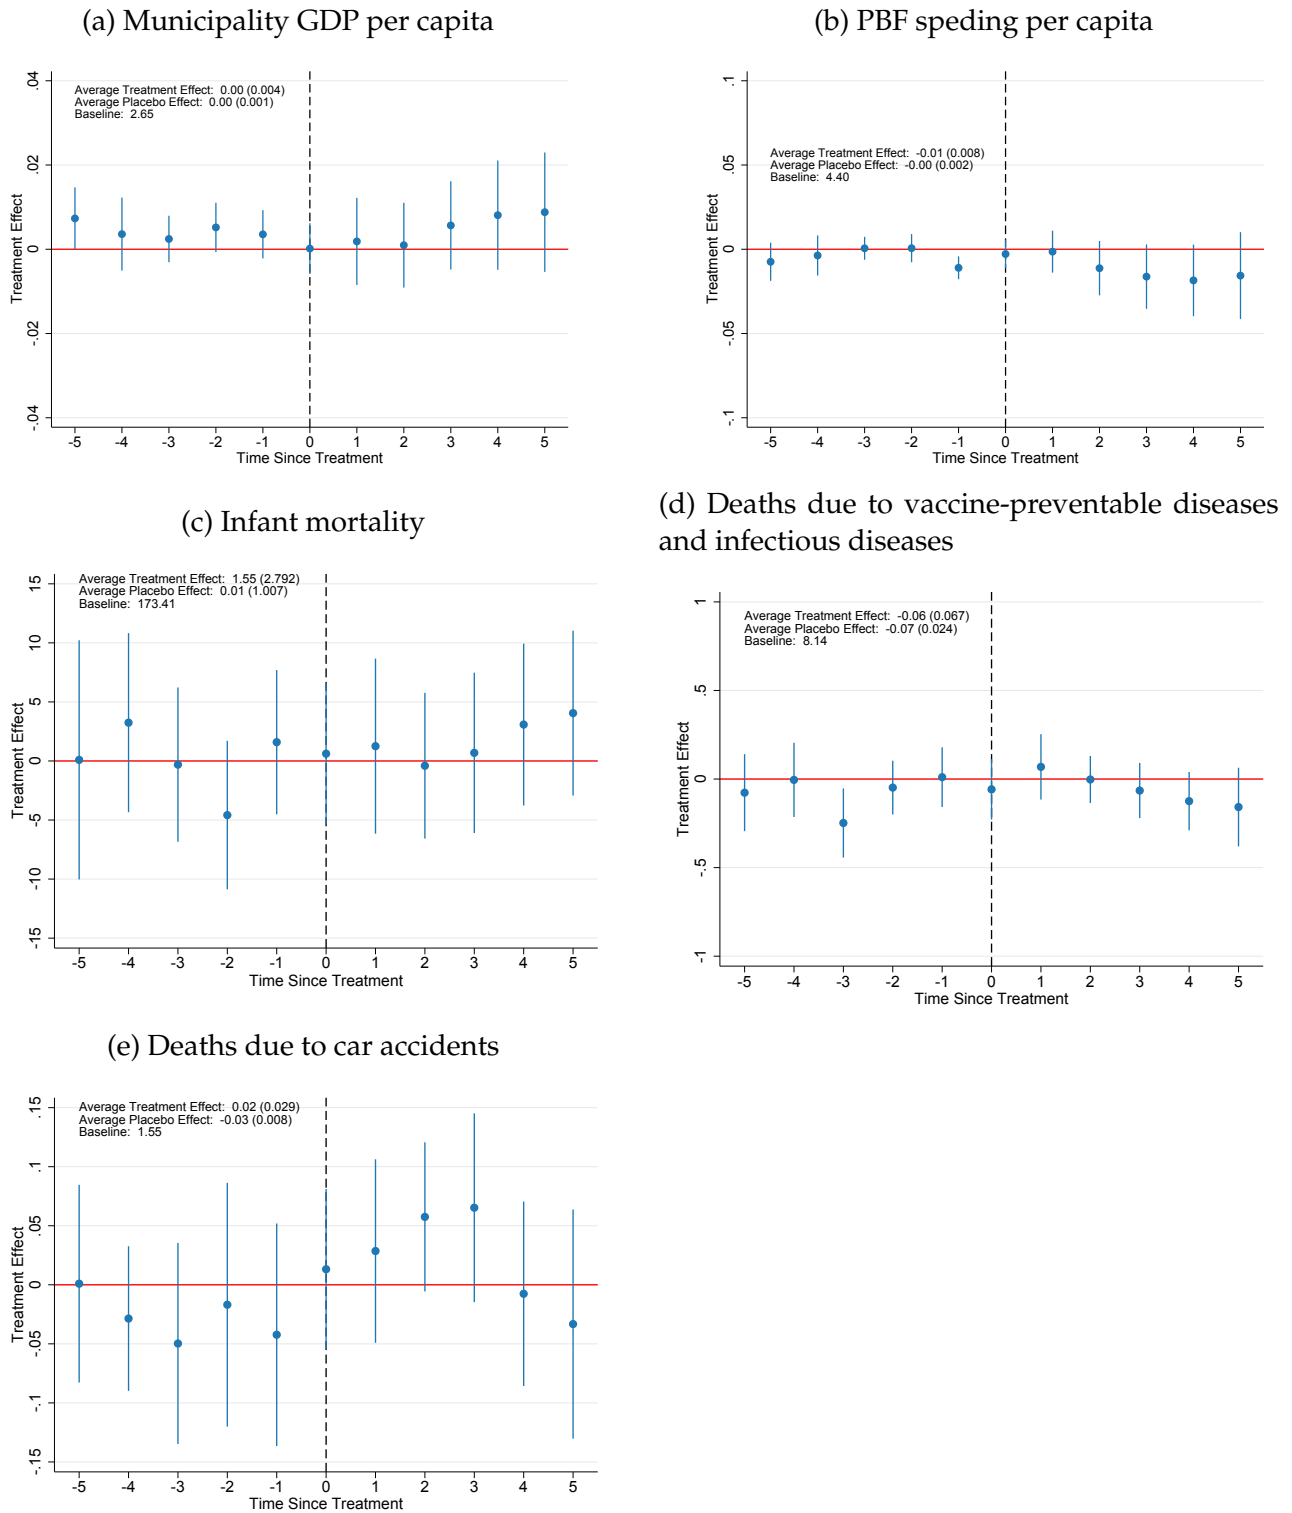 (a) Municipality GDP per capita
Average Treatment Effect: 0.00 (0.004)
Average Placebo Effect: 0.00 (0.001)
Baseline: 2.65
Treatment Effect
.04
.02
0
-.02
-.04
-5 -4 -3 -2 -1 0 1 2 3 4 5
Time Since Treatment
(b) PBF speding per capita
Average Treatment Effect: -0.01 (0.008)
Average Placebo Effect: -0.00 (0.002)
Baseline: 4.40
Treatment Effect
.1
.05
0
-.05
-.1
-5 -4 -3 -2 -1 0 1 2 3 4 5
Time Since Treatment
(c) Infant mortality
Average Treatment Effect: 1.55 (2.792)
Average Placebo Effect: 0.01 (1.007)
Baseline: 173.41
Treatment Effect
15
10
5
0
-5
-10
-15
-5 -4 -3 -2 -1 0 1 2 3 4 5
Time Since Treatment
(d) Deaths due to vaccine-preventable diseases
and infectious diseases
Average Treatment Effect: -0.06 (0.067)
Average Placebo Effect: -0.07 (0.024)
Baseline: 8.14
Treatment Effect
1
.5
0
-.5
-1
-5 -4 -3 -2 -1 0 1 2 3 4 5
Time Since Treatment
(e) Deaths due to car accidents
Average Treatment Effect: 0.02 (0.029)
Average Placebo Effect: -0.03 (0.008)
Baseline: 1.55
Treatment Effect
.15
.1
.05
0
-.05
-.1
-.15
-5 -4 -3 -2 -1 0 1 2 3 4 5
Time Since Treatment